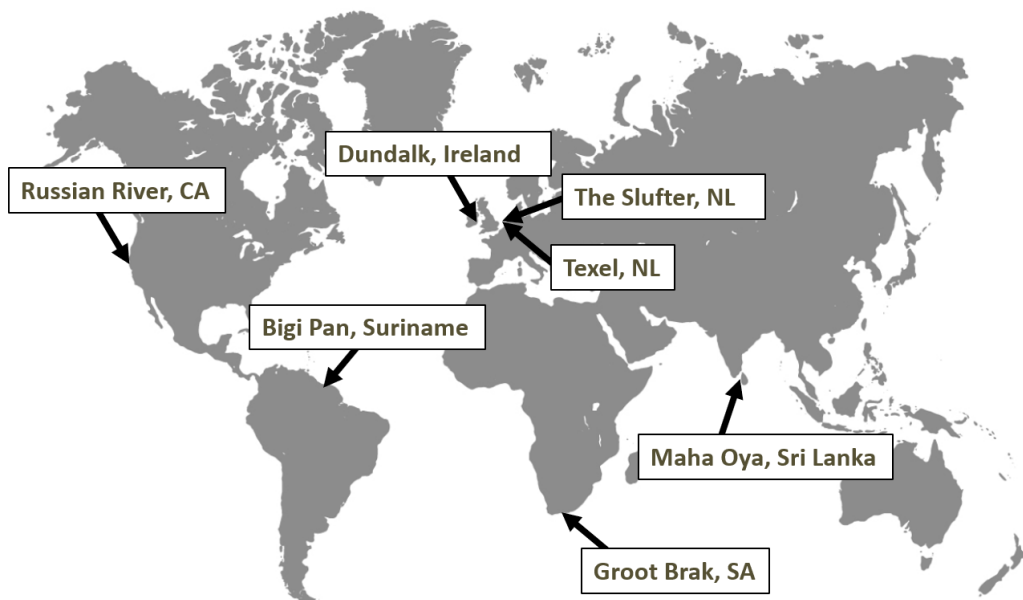 Dundalk, Ireland
Russian River, CA
The Slufter, NL
Texel, NL
Bigi Pan, Suriname
Maha Oya, Sri Lanka
Groot Brak, SA